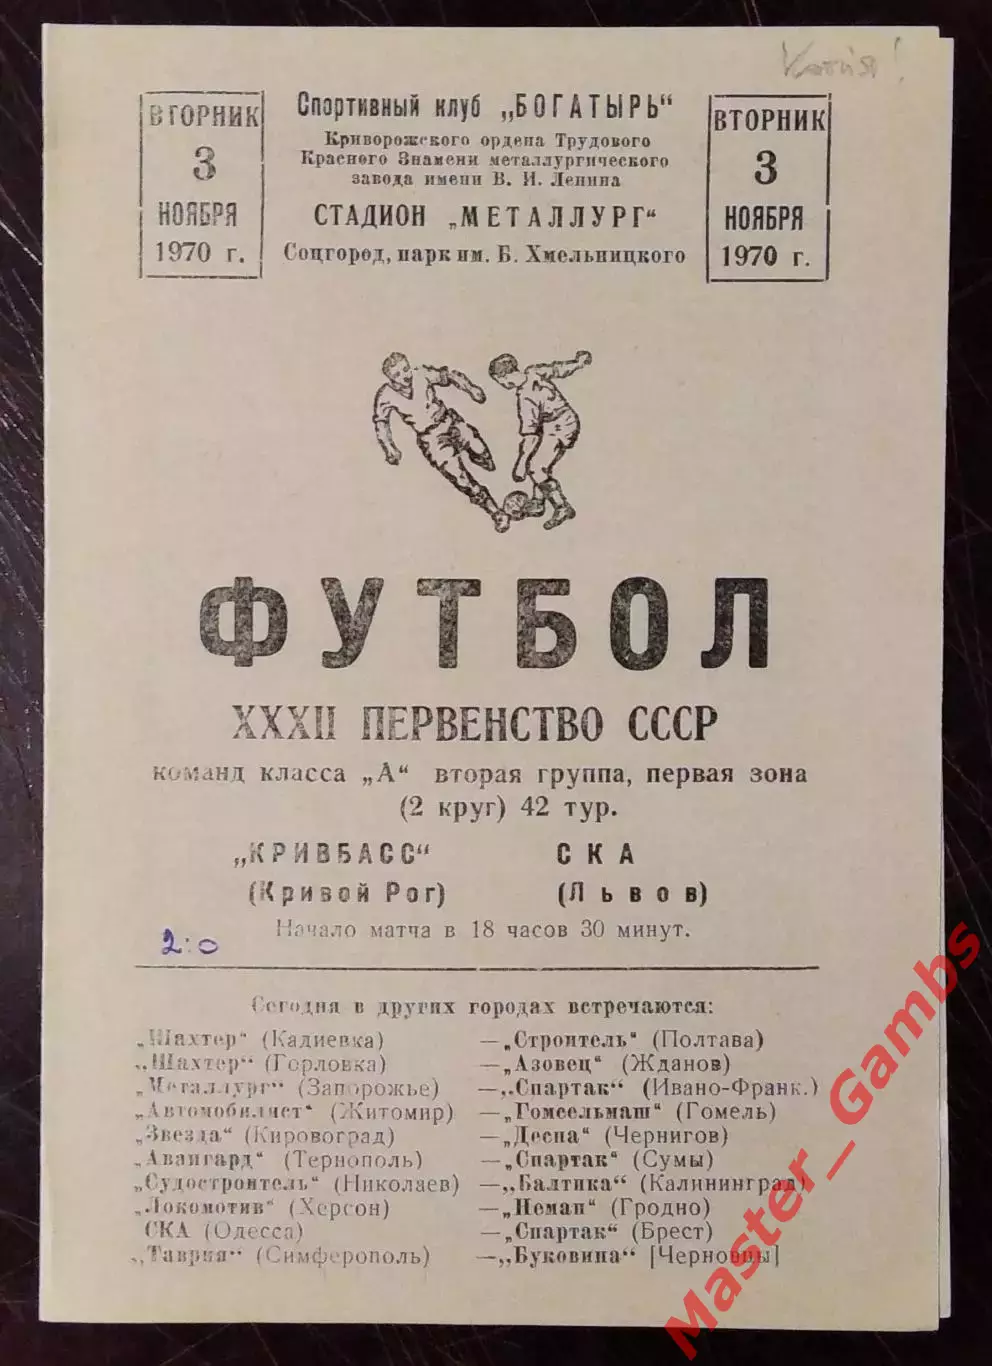 Копія!
ВТОРНИК
3
НОЯБРЯ
1970 г.
Спортивный клуб „БОГАТЫРЬ“
Криворожского ордена Трудового
Красного Знамени металлургического
завода имени В. И. Ленина
СТАДИОН „МЕТАЛЛУРГ“
Соцгород, парк им. Б. Хмельницкого
ВТОРНИК
3
НОЯБРЯ
1970 г.
ФУТБОЛ
XXXII ПЕРВЕНСТВО СССР
команд класса „А“ вторая группа, первая зона
(2 круг) 42 тур.
„КРИВБАСС“ СКА
(Кривой Рог) (Львов)
Начало матча в 18 часов 30 минут.
2:0
Сегодня в других городах встречаются:
„Шахтер“ (Кадиевка) —„Строитель“ (Полтава)
„Шахтер“ (Горловка) —„Азовец“ (Жданов)
„Металлург“ (Запорожье) —„Спартак“ (Ивано-Франк.)
„Автомобилист“ (Житомир) —„Гомсельмаш“ (Гомель)
„Звезда“ (Кировоград) —„Десна“ (Чернигов)
„Авангард“ (Тернополь) —„Спартак“ (Сумы)
„Судостроитель“ (Николаев) —„Балтика“ (Калининград)
„Локомотив“ (Херсон) —„Неман“ (Гродно)
СКА (Одесса) —„Спартак“ (Брест)
„Таврия“ (Симферополь) —„Буковина“ [Черновцы]
Master__Gambs